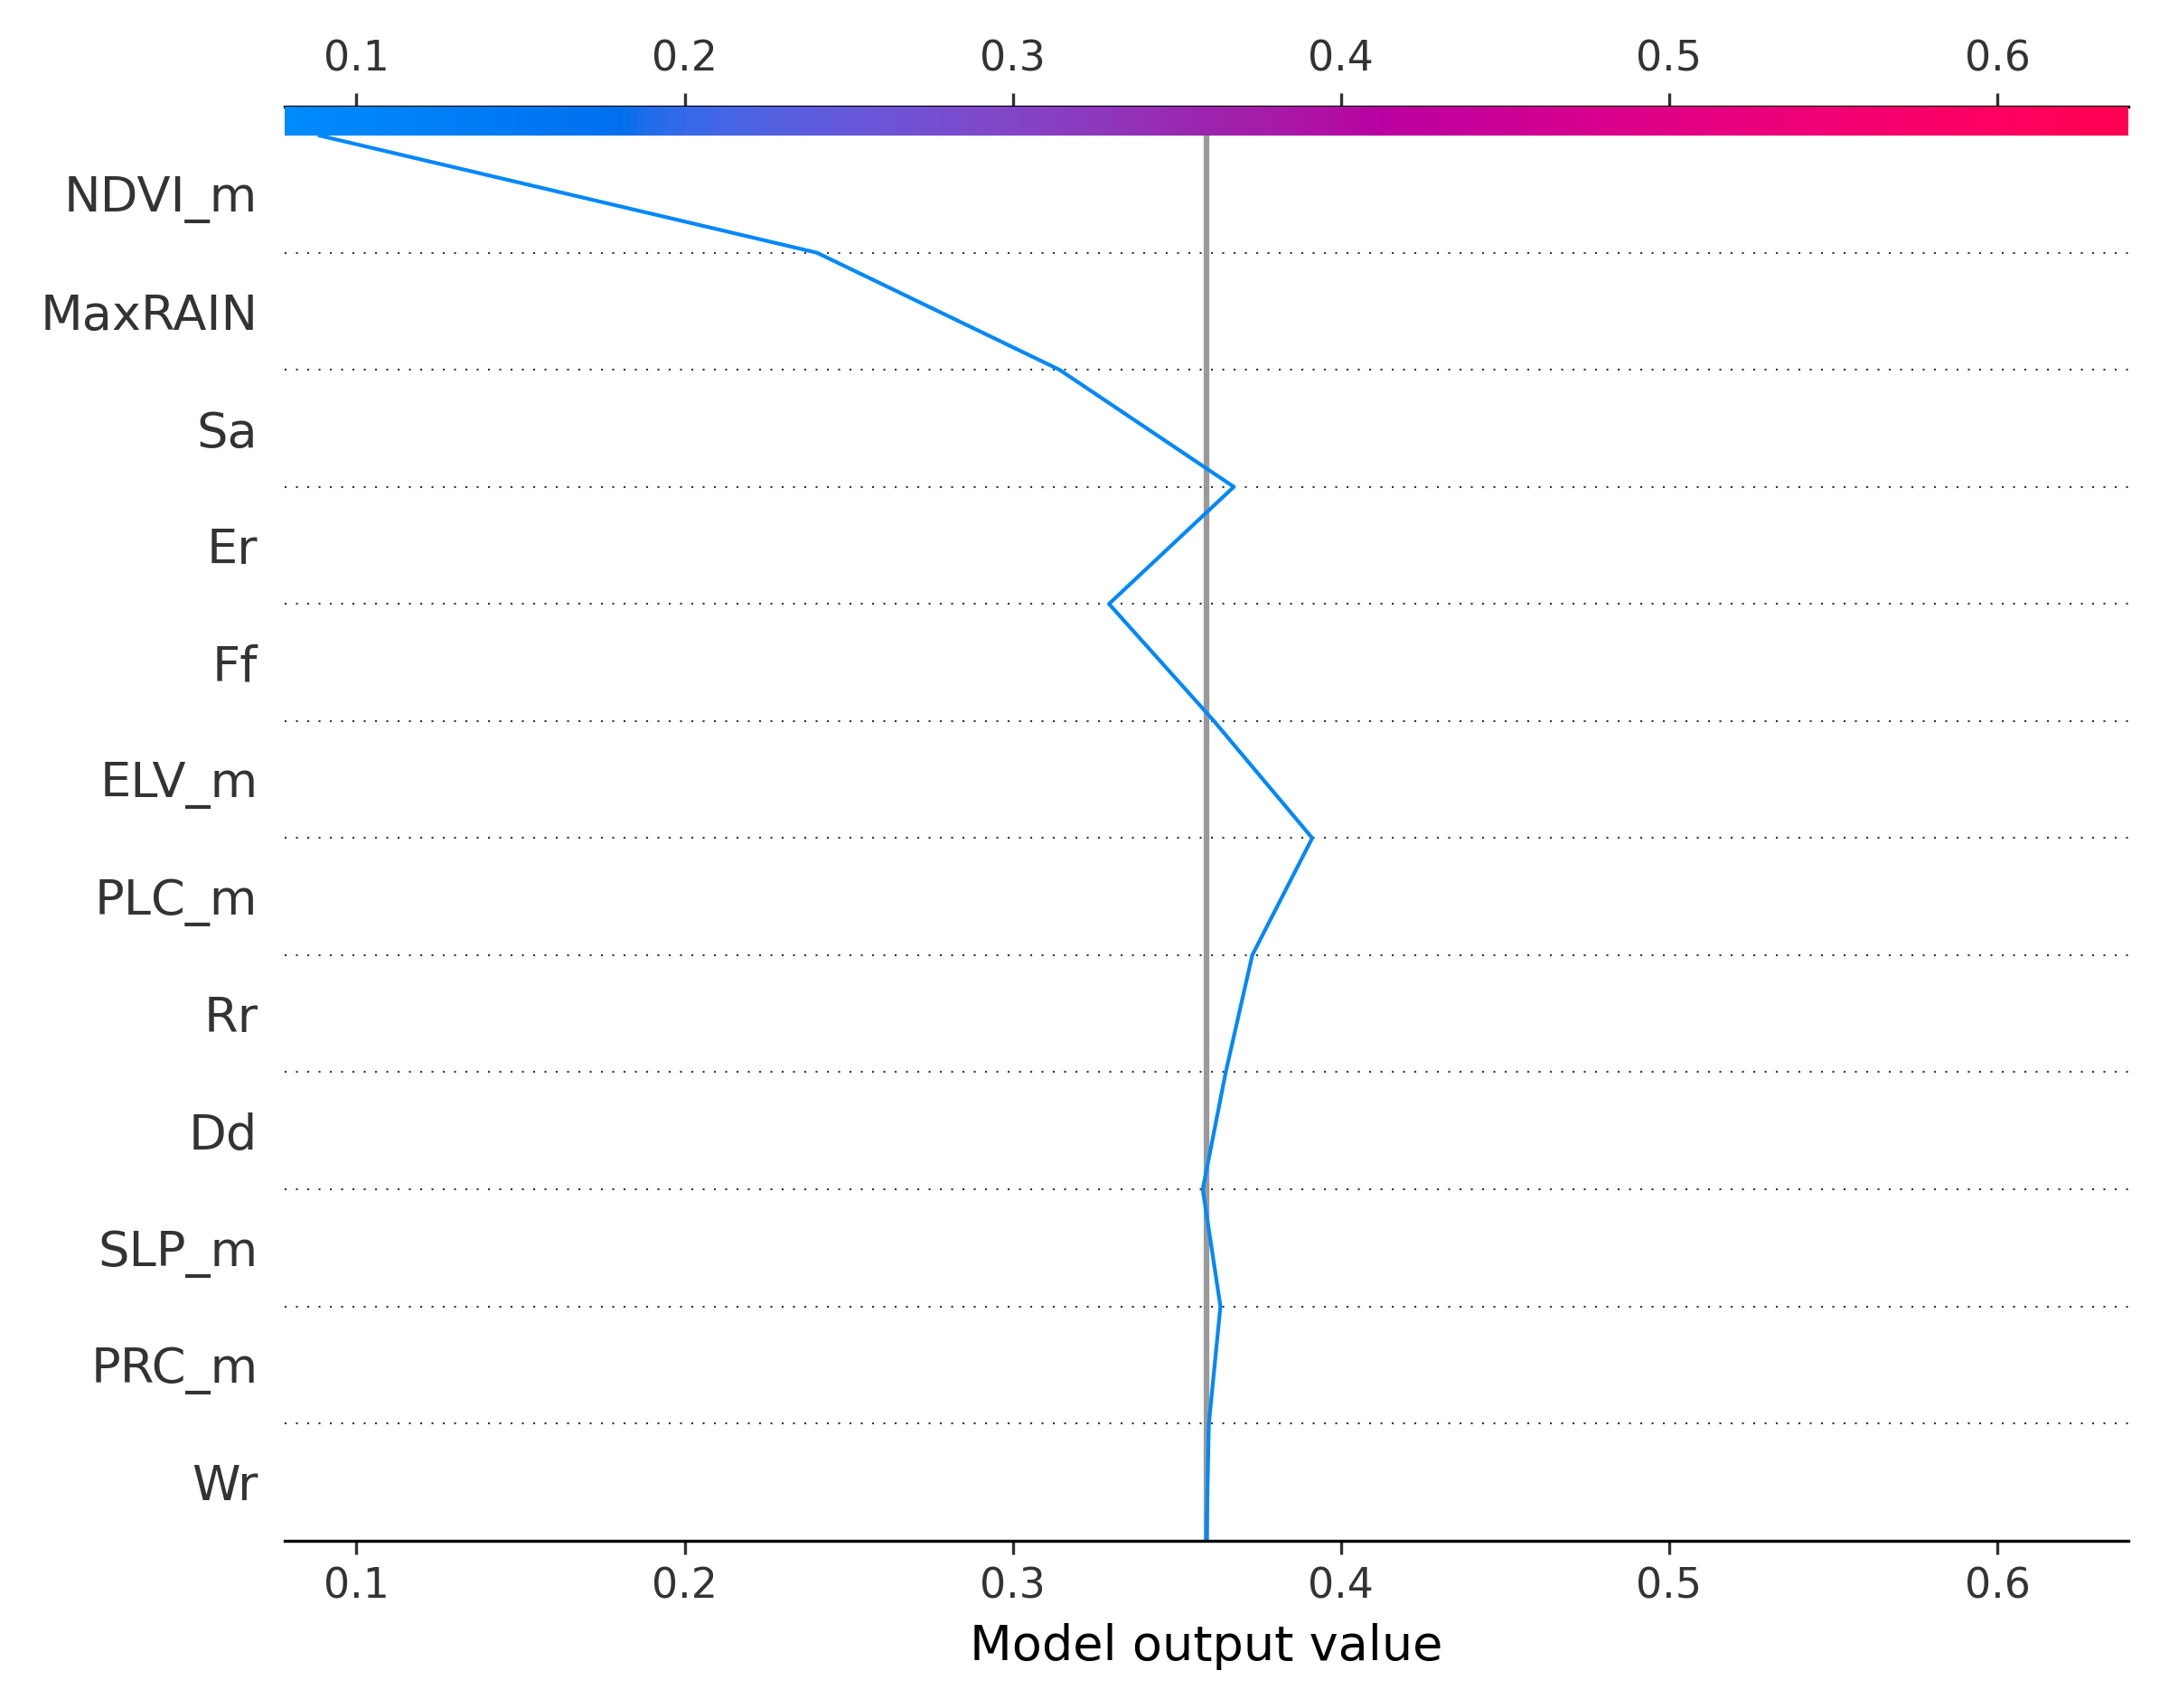 0.1 0.2 0.3 0.4 0.5 0.6
NDVI_m
MaxRAIN
Sa
Er
Ff
ELV_m
PLC_m
Rr
Dd
SLP_m
PRC_m
Wr
0.1 0.2 0.3 0.4 0.5 0.6
Model output value